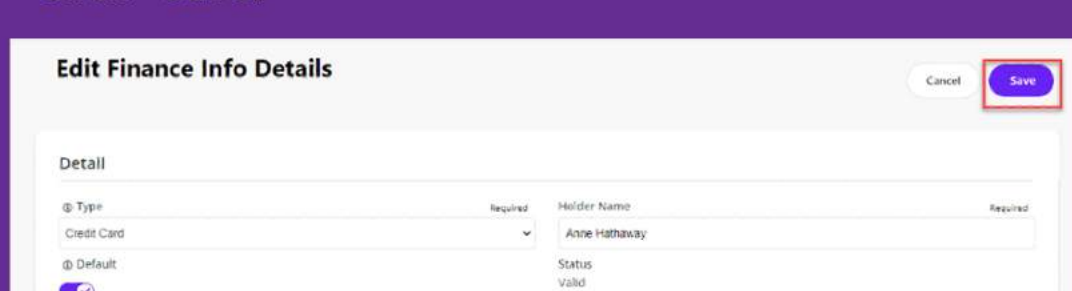 Edit Finance Info Details
Cancel Save
Detail
Type Required
Holder Name Required
Credit Card
Anne Hathaway
Default
Status
Valid